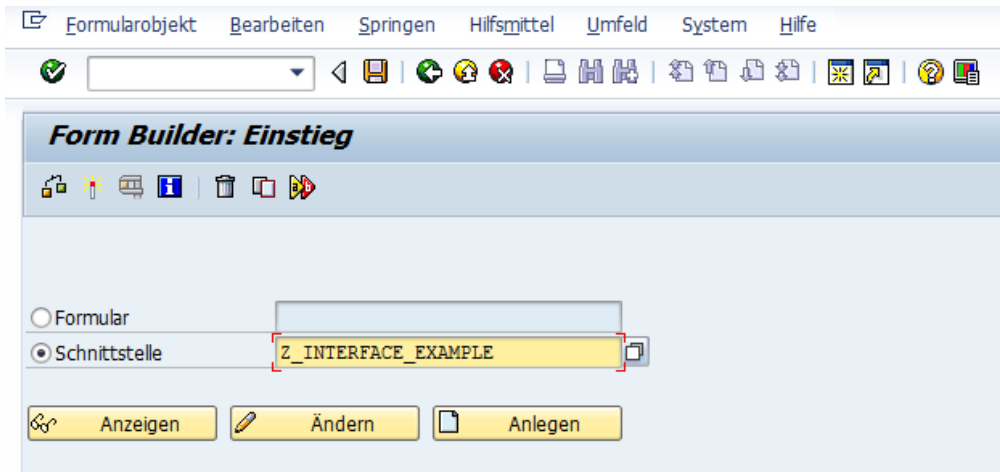 Formularobjekt Bearbeiten Springen Hilfsmittel Umfeld System Hilfe
Form Builder: Einstieg
Formular
Schnittstelle Z_INTERFACE_EXAMPLE
Anzeigen Ändern Anlegen